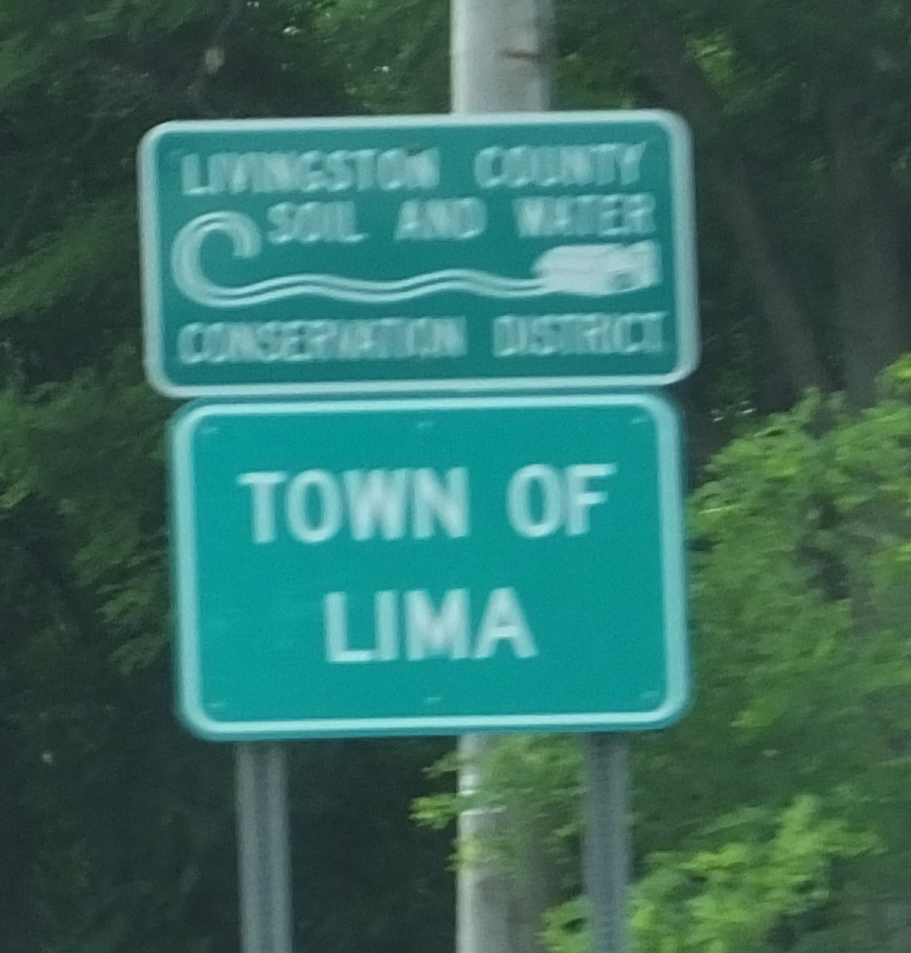 LIVINGSTON COUNTY
SOIL AND WATER
CONSERVATION DISTRICT
TOWN OF
LIMA